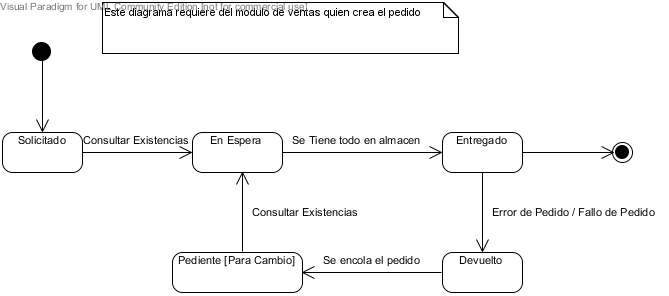 Visual Paradigm for UML Community Edition [not for commercial use]
Este diagrama requiere del modulo de ventas quien crea el pedido
Solicitado
Consultar Existencias
En Espera
Se Tiene todo en almacen
Entregado
Consultar Existencias
Error de Pedido / Fallo de Pedido
Pediente [Para Cambio]
Se encola el pedido
Devuelto